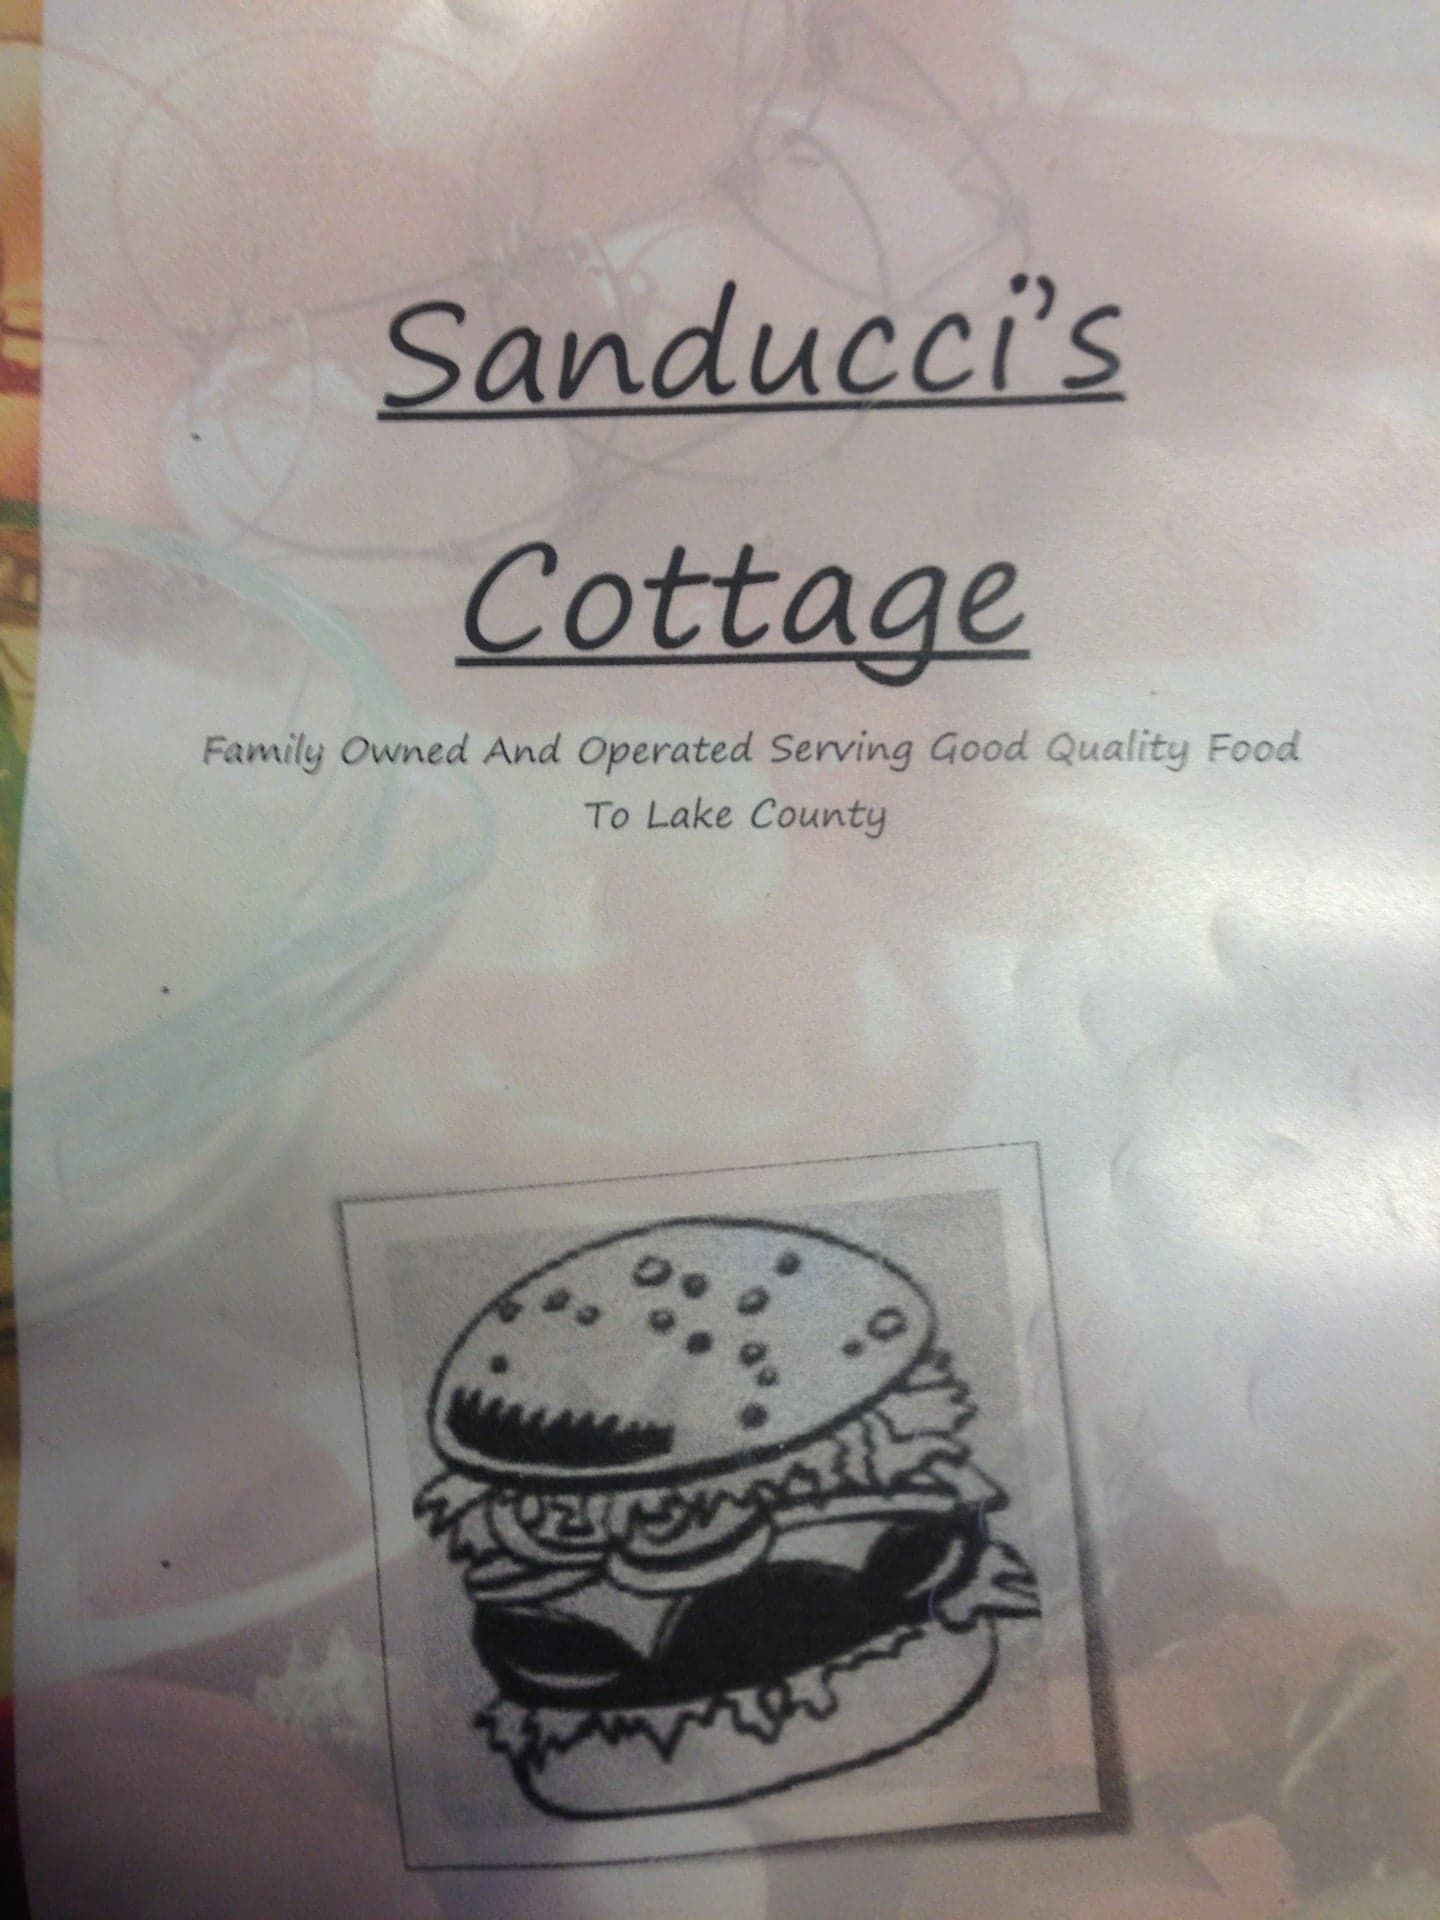 Sanducci's
Cottage
Family Owned And Operated Serving Good Quality Food
To Lake County